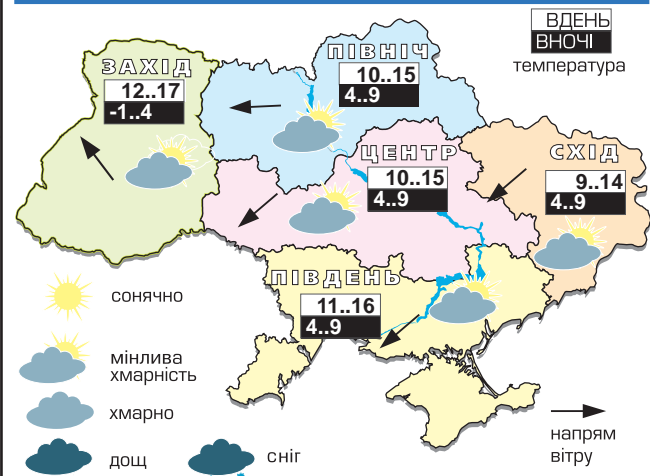 ВДЕНЬ
ВНОЧІ
температура
ПІВНІЧ
10..15
4..9
ЗАХІД
12..17
-1..4
ЦЕНТР
10..15
4..9
СХІД
9..14
4..9
ПІВДЕНЬ
11..16
4..9
сонячно
мінлива
хмарність
хмарно
дощ
сніг
напрям
вітру